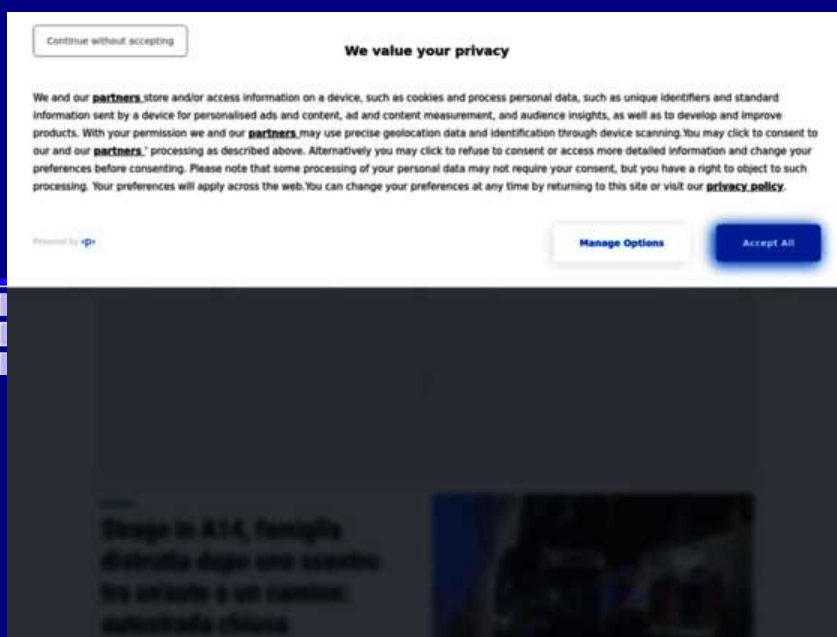 Continue without accepting
We value your privacy
We and our partners store and/or access information on a device, such as cookies and process personal data, such as unique identifiers and standard
information sent by a device for personalised ads and content, ad and content measurement, and audience insights, as well as to develop and improve
products. With your permission we and our partners may use precise geolocation data and identification through device scanning.You may click to consent to
our and our partners ' processing as described above. Alternatively you may click to refuse to consent or access more detailed information and change your
preferences before consenting. Please note that some processing of your personal data may not require your consent, but you have a right to object to such
processing. Your preferences will apply across the web.You can change your preferences at any time by returning to this site or visit our privacy policy.
Powered by
Manage Options
Accept All
Strage in A14, famiglia
distrutta dopo uno scontro
tra un'auto e un camion:
autostrada chiusa